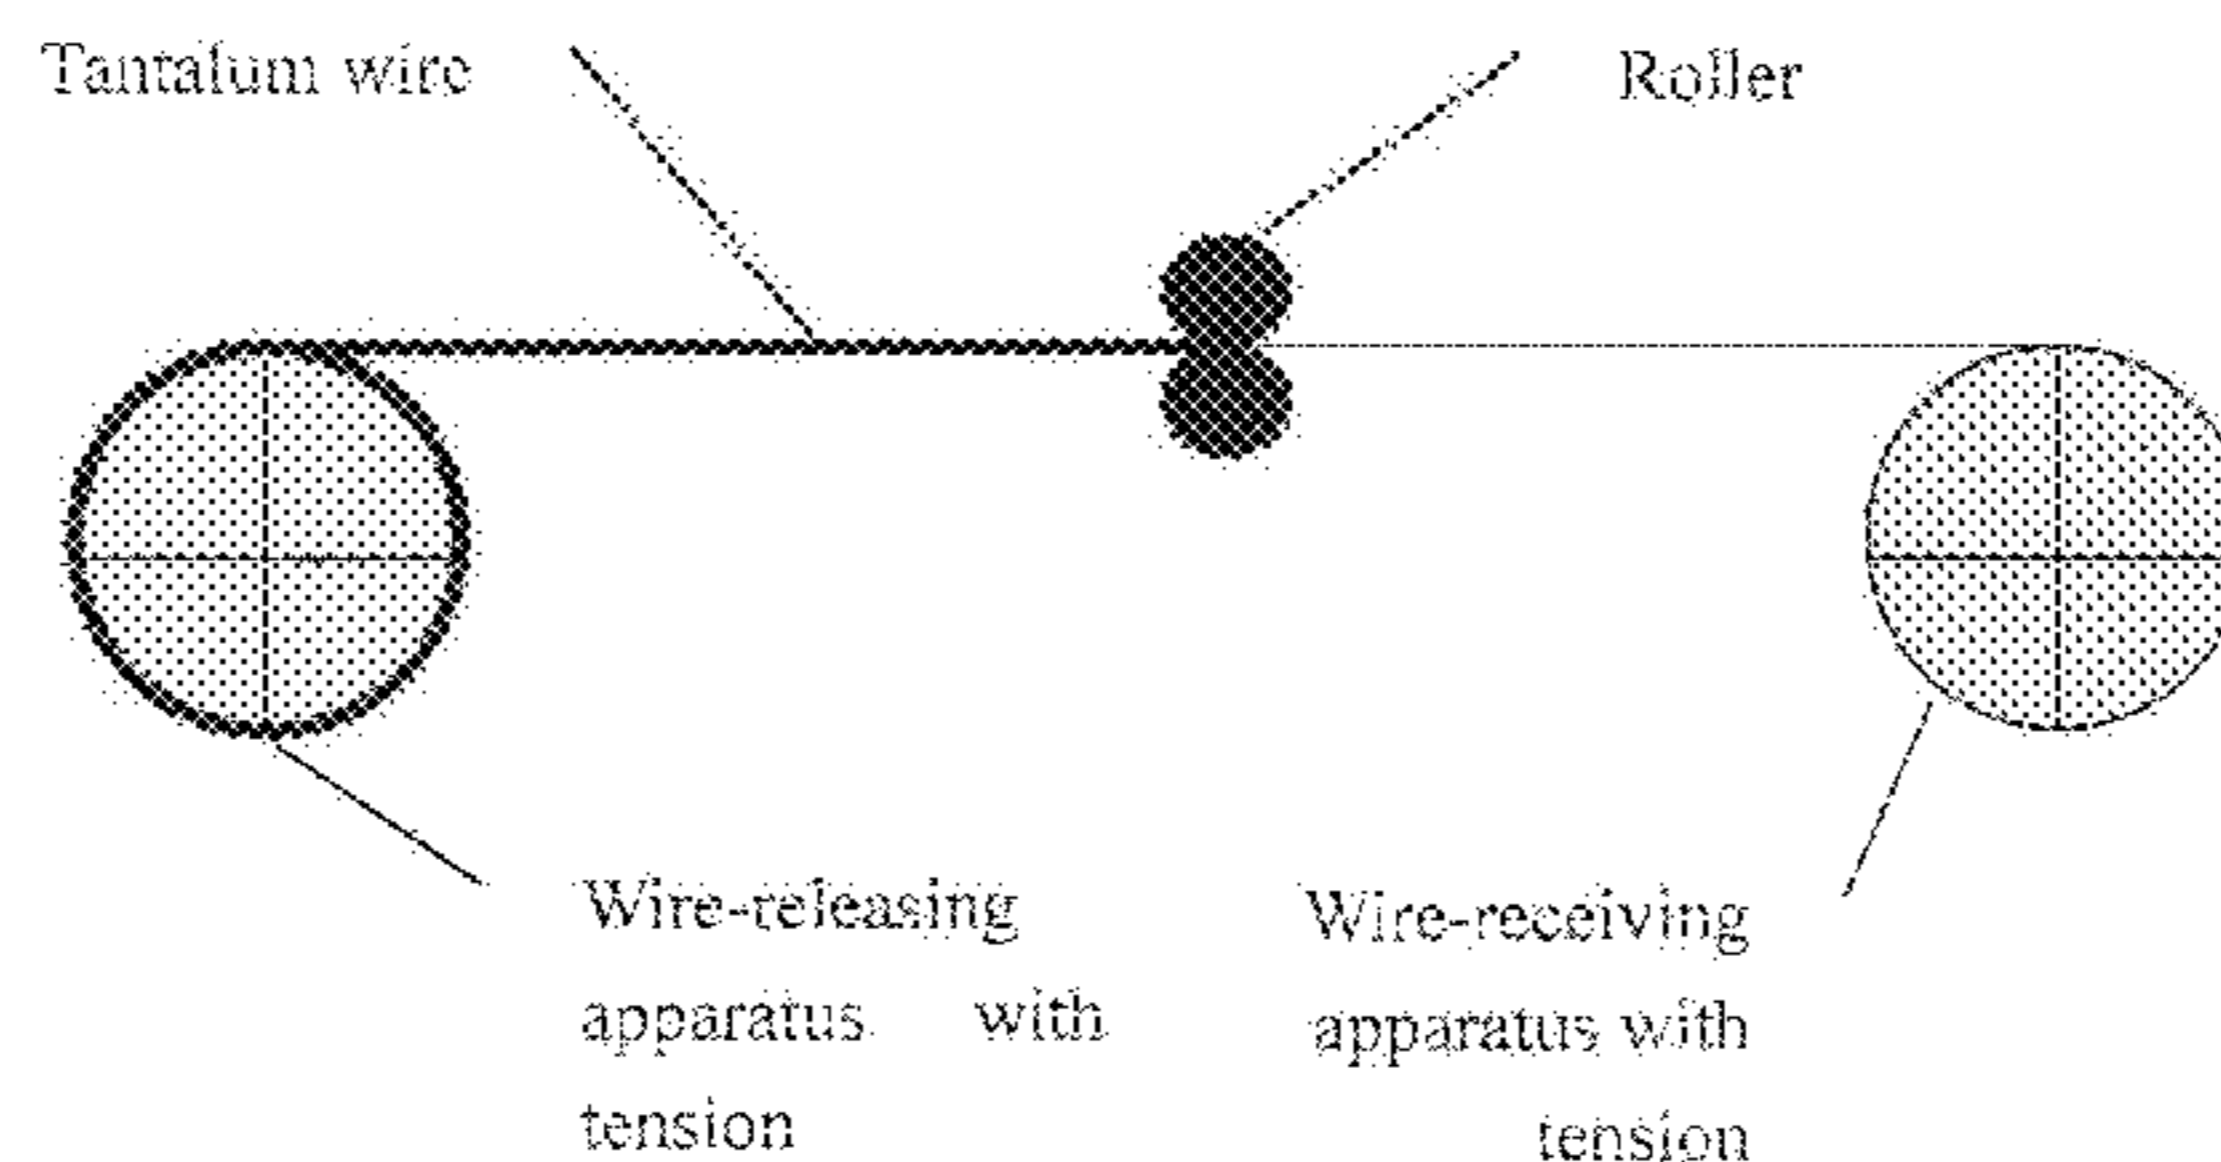 Tantalum wire
Roller
Wire-releasing
apparatus with
tension
Wire-receiving
apparatus with
tension